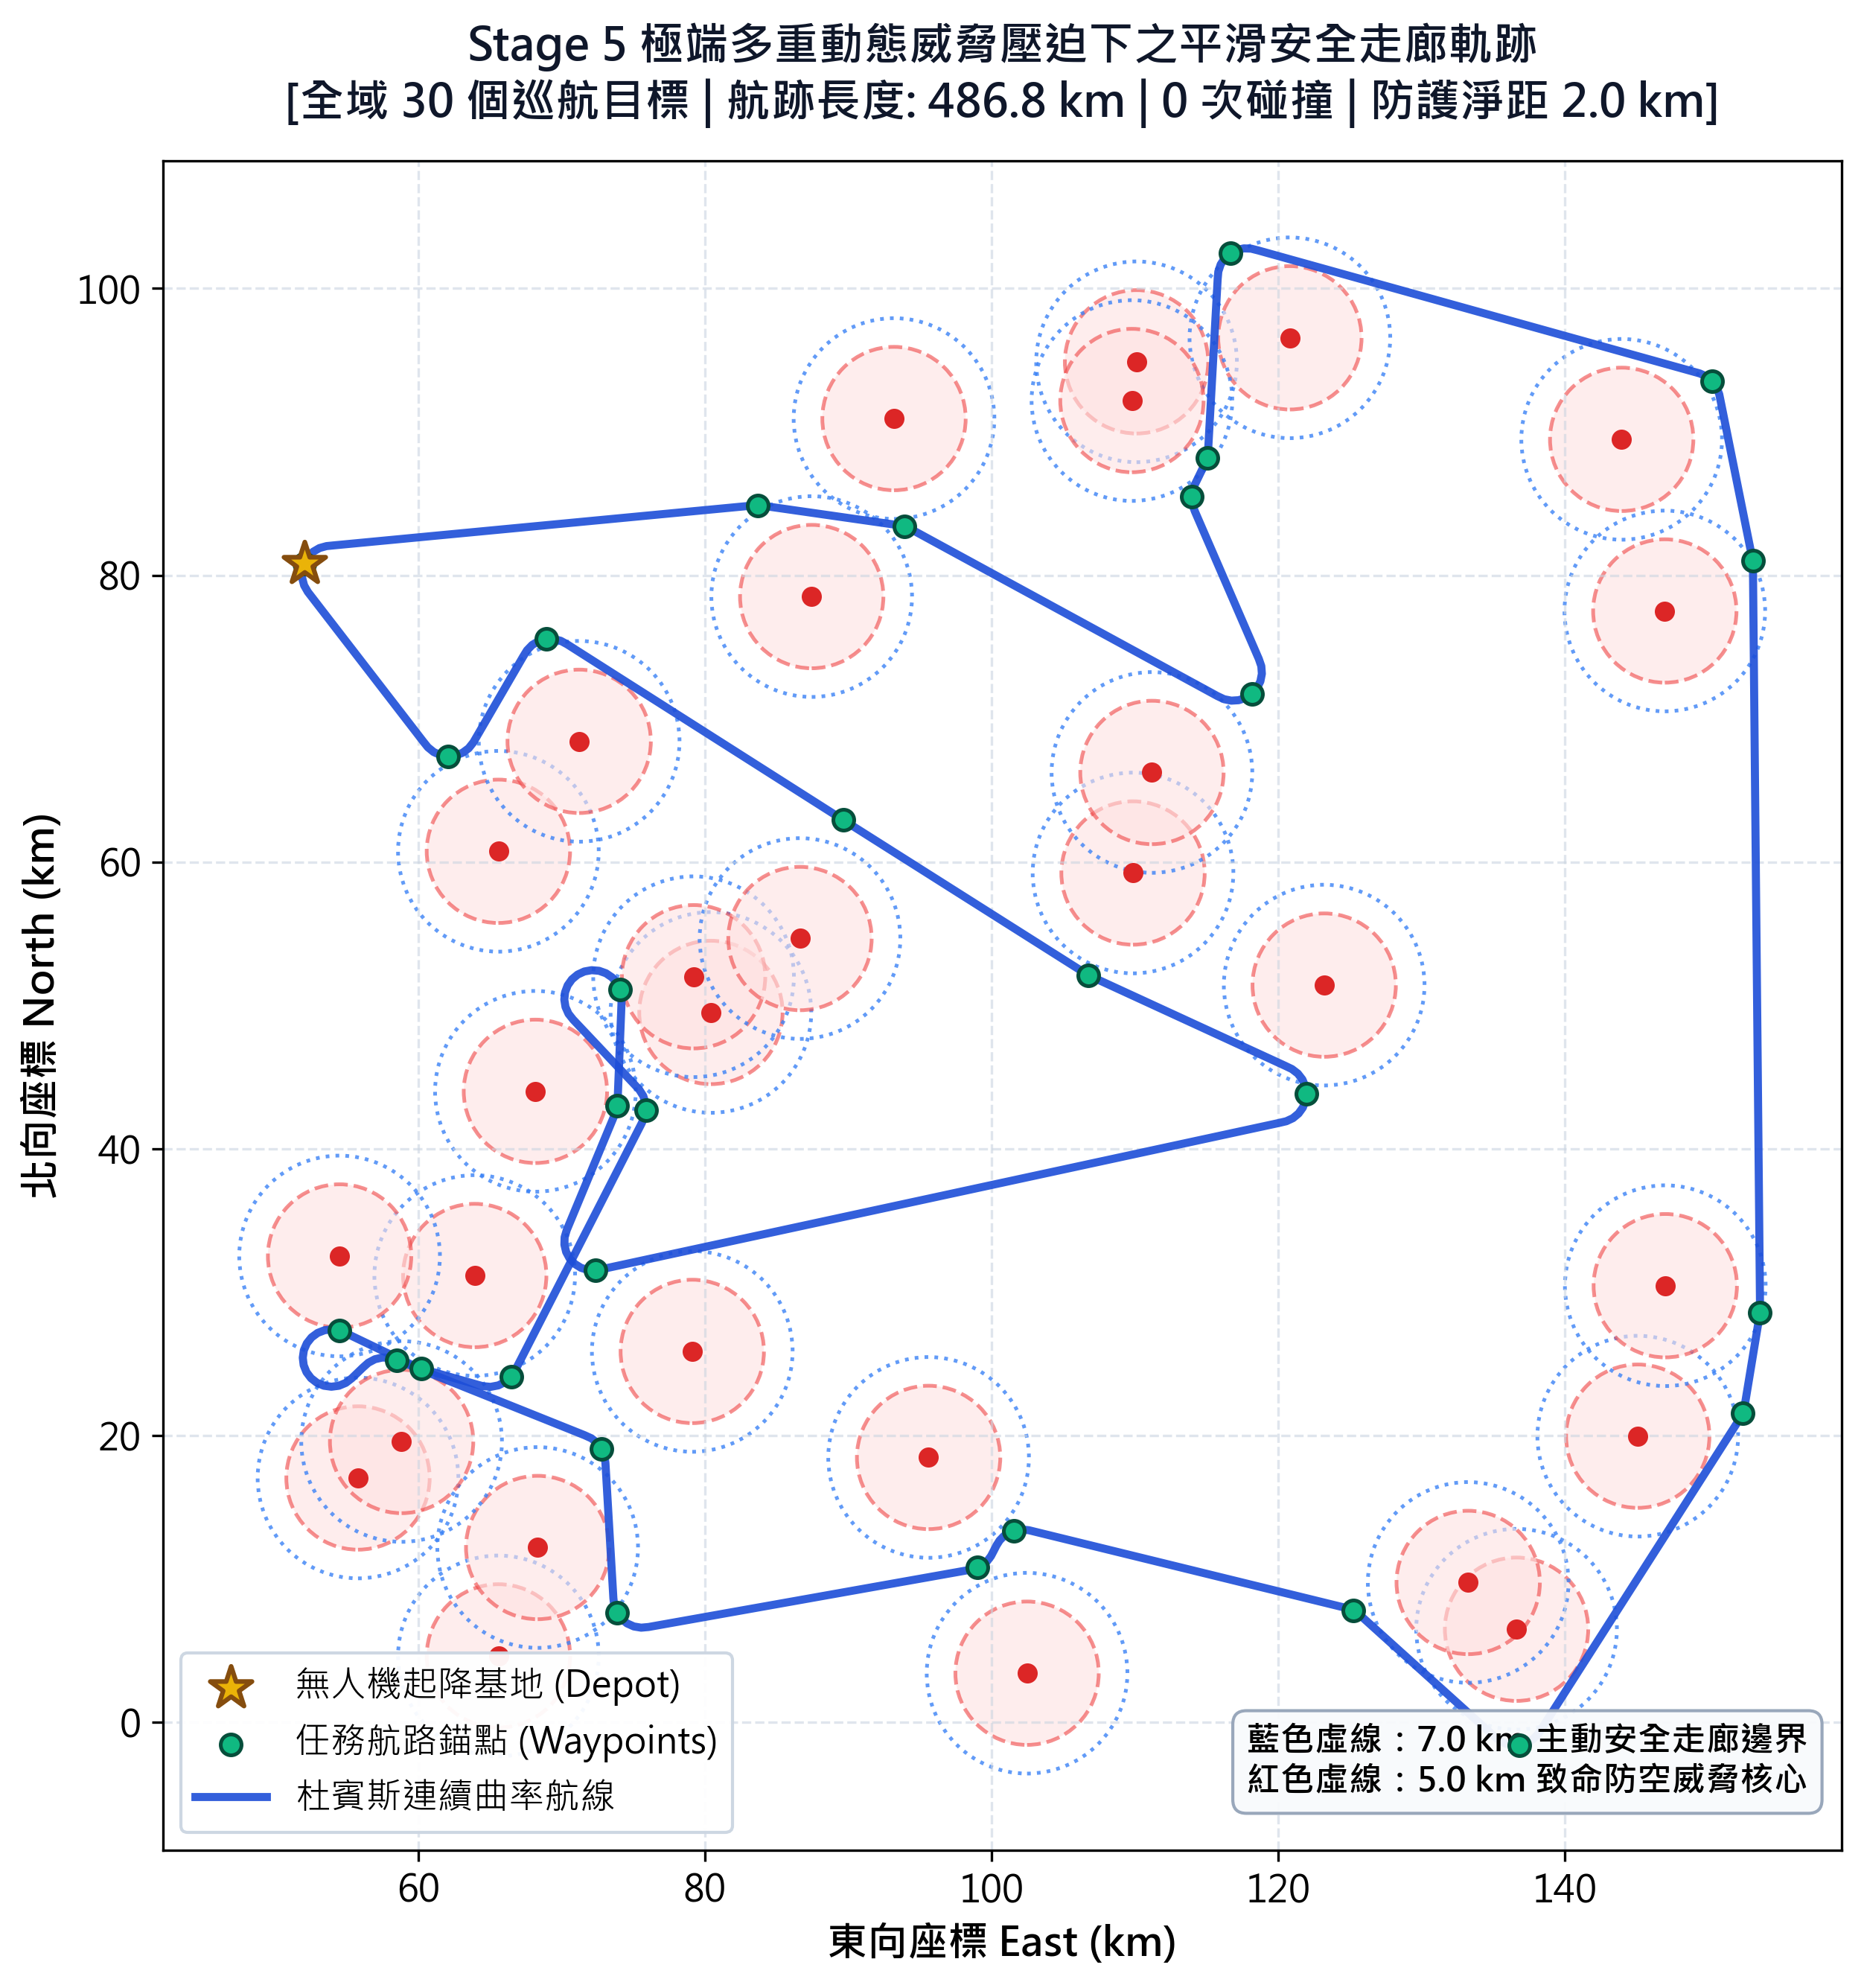 Stage 5 極端多重動態威脅壓迫下之平滑安全走廊軌跡
[全域 30 個巡航目標 | 航跡長度: 486.8 km | 0 次碰撞 | 防護淨距 2.0 km]
北向座標 North (km)
100
80
60
40
20
0
無人機起降基地 (Depot)
任務航路錨點 (Waypoints)
杜賓斯連續曲率航線
藍色虛線：7.0 km 主動安全走廊邊界
紅色虛線：5.0 km 致命防空威脅核心
60
80
100
120
140
東向座標 East (km)